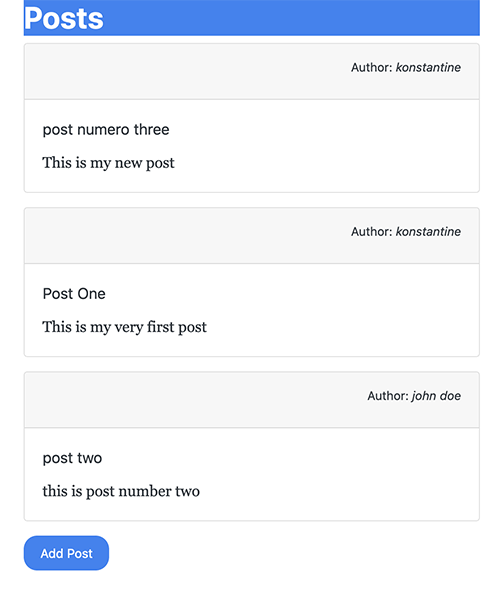 Posts
Author: konstantine
post numero three
This is my new post
Author: konstantine
Post One
This is my very first post
Author: john doe
post two
this is post number two
Add Post